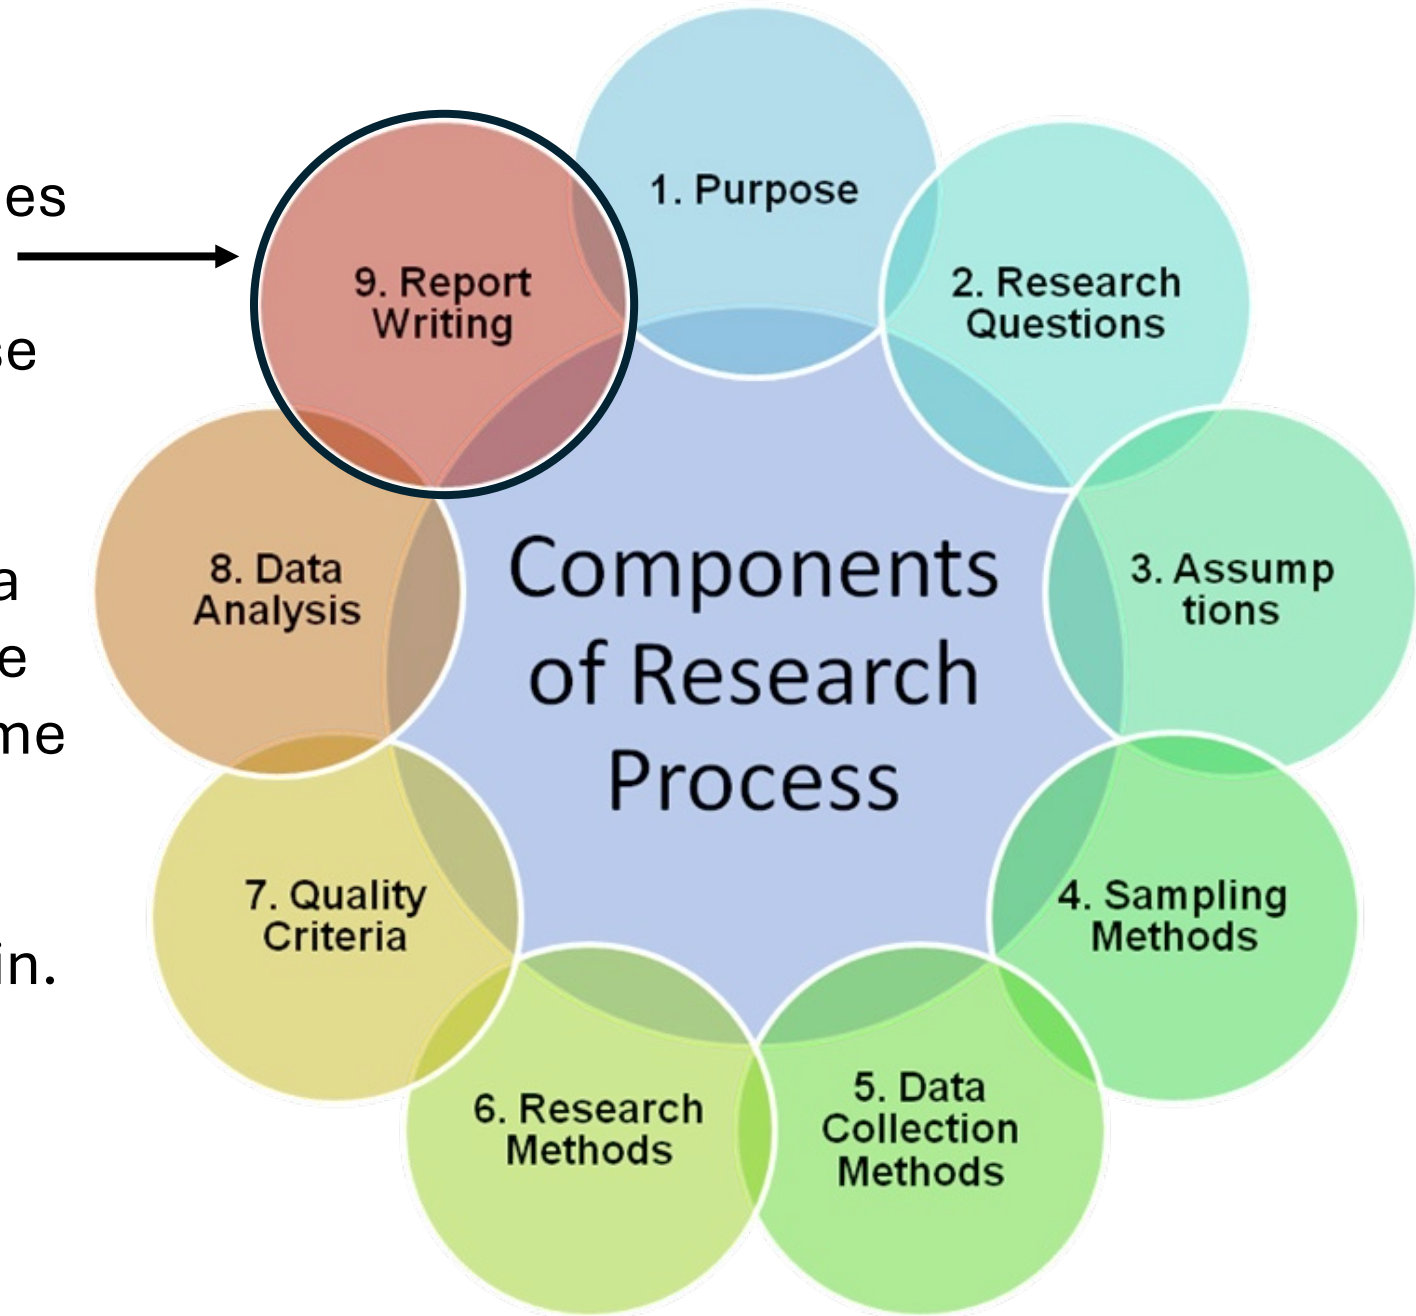 es
se
a
e
me
in.
1. Purpose
2. Research
Questions
3. Assump
tions
4. Sampling
Methods
5. Data
Collection
Methods
6. Research
Methods
7. Quality
Criteria
8. Data
Analysis
9. Report
Writing
Components
of Research
Process